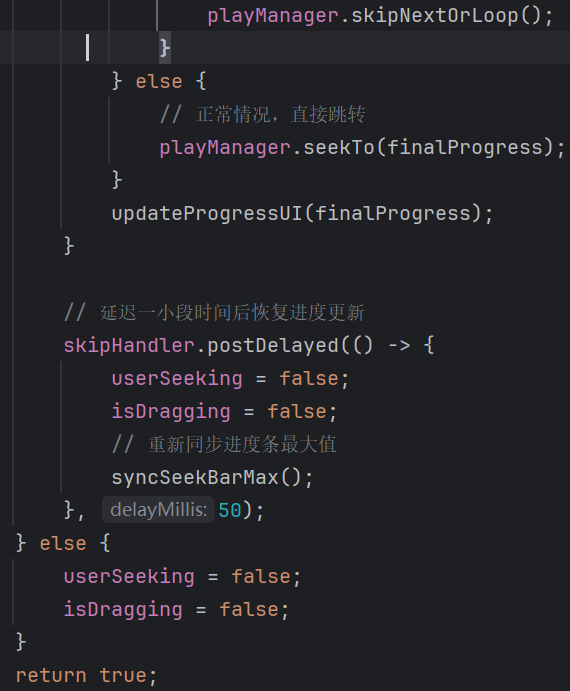 playManager.skipNextOrLoop();
            }
        } else {
            // 正常情况，直接跳转
            playManager.seekTo(finalProgress);
        }
        updateProgressUI(finalProgress);
    }

    // 延迟一小段时间后恢复进度更新
    skipHandler.postDelayed(() -> {
        userSeeking = false;
        isDragging = false;
        // 重新同步进度条最大值
        syncSeekBarMax();
    }, delayMillis: 50);
} else {
    userSeeking = false;
    isDragging = false;
}
return true;